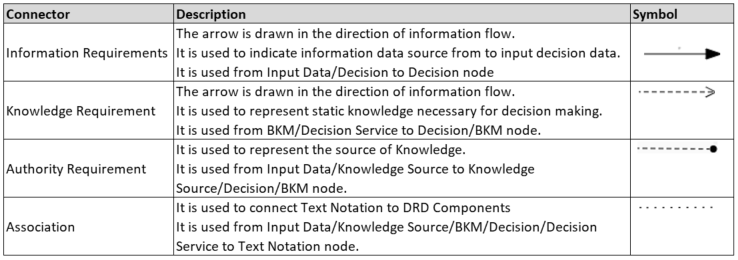 Connector Description Symbol
The arrow is drawn in the direction of information flow.
Information Requirements It is used to indicate information data source from to input decision data.
It is used from Input Data/Decision to Decision node
The arrow is drawn in the direction of information flow.
Knowledge Requirement It is used to represent static knowledge necessary for decision making.
It is used from BKM/Decision Service to Decision/BKM node.
It is used to represent the source of Knowledge.
Authority Requirement It is used from Input Data/Knowledge Source to Knowledge
Source/Decision/BKM node.
It is used to connect Text Notation to DRD Components
Association It is used from Input Data/Knowledge Source/BKM/Decision/Decision
Service to Text Notation node.